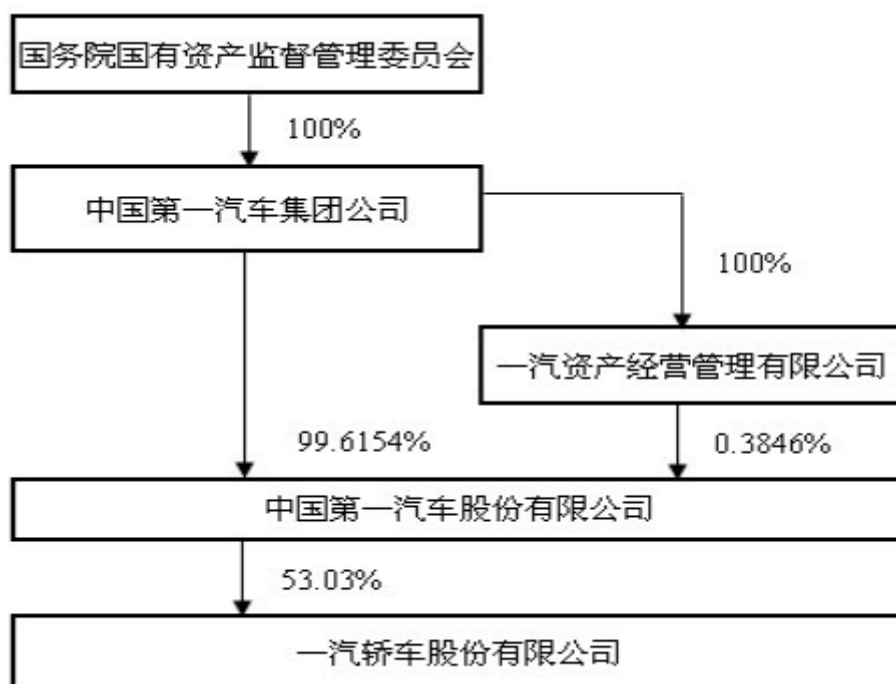 国务院国有资产监督管理委员会
100%
中国第一汽车集团公司
100%
一汽资产经营管理有限公司
99.6154%
0.3846%
中国第一汽车股份有限公司
53.03%
一汽轿车股份有限公司